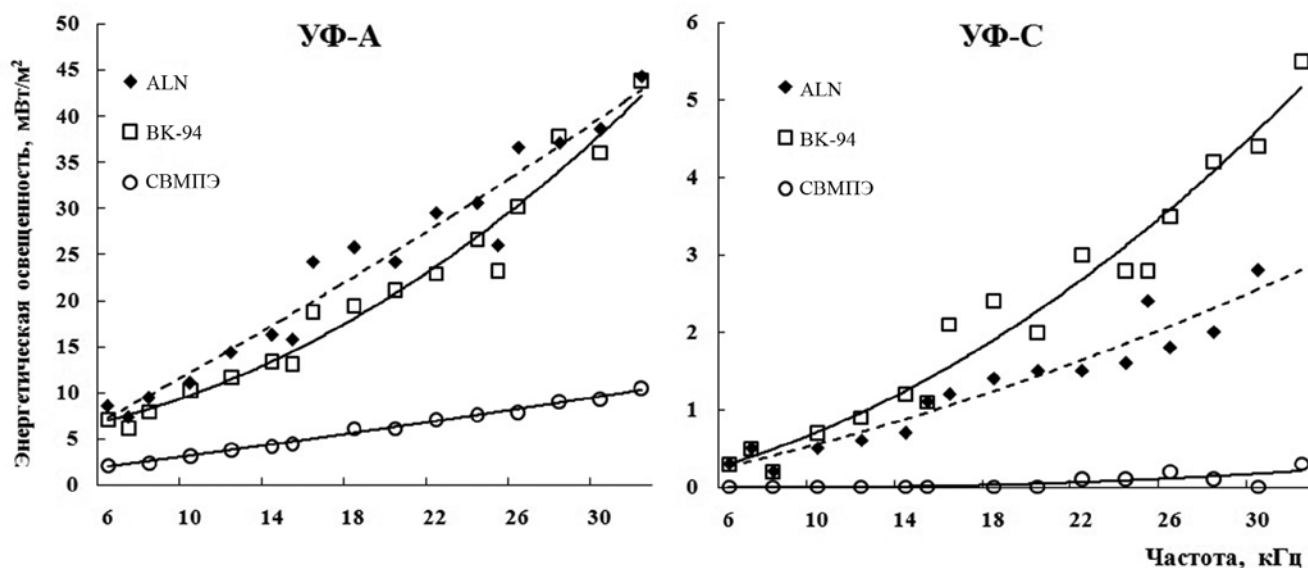 УФ-А
Энергетическая освещенность, мВт/м²
50
45
40
35
30
25
20
15
10
5
0
ALN
ВК-94
СВМПЭ
6 10 14 18 22 26 30
УФ-С
6
5
4
3
2
1
0
ALN
ВК-94
СВМПЭ
6 10 14 18 22 26 30
Частота, кГц